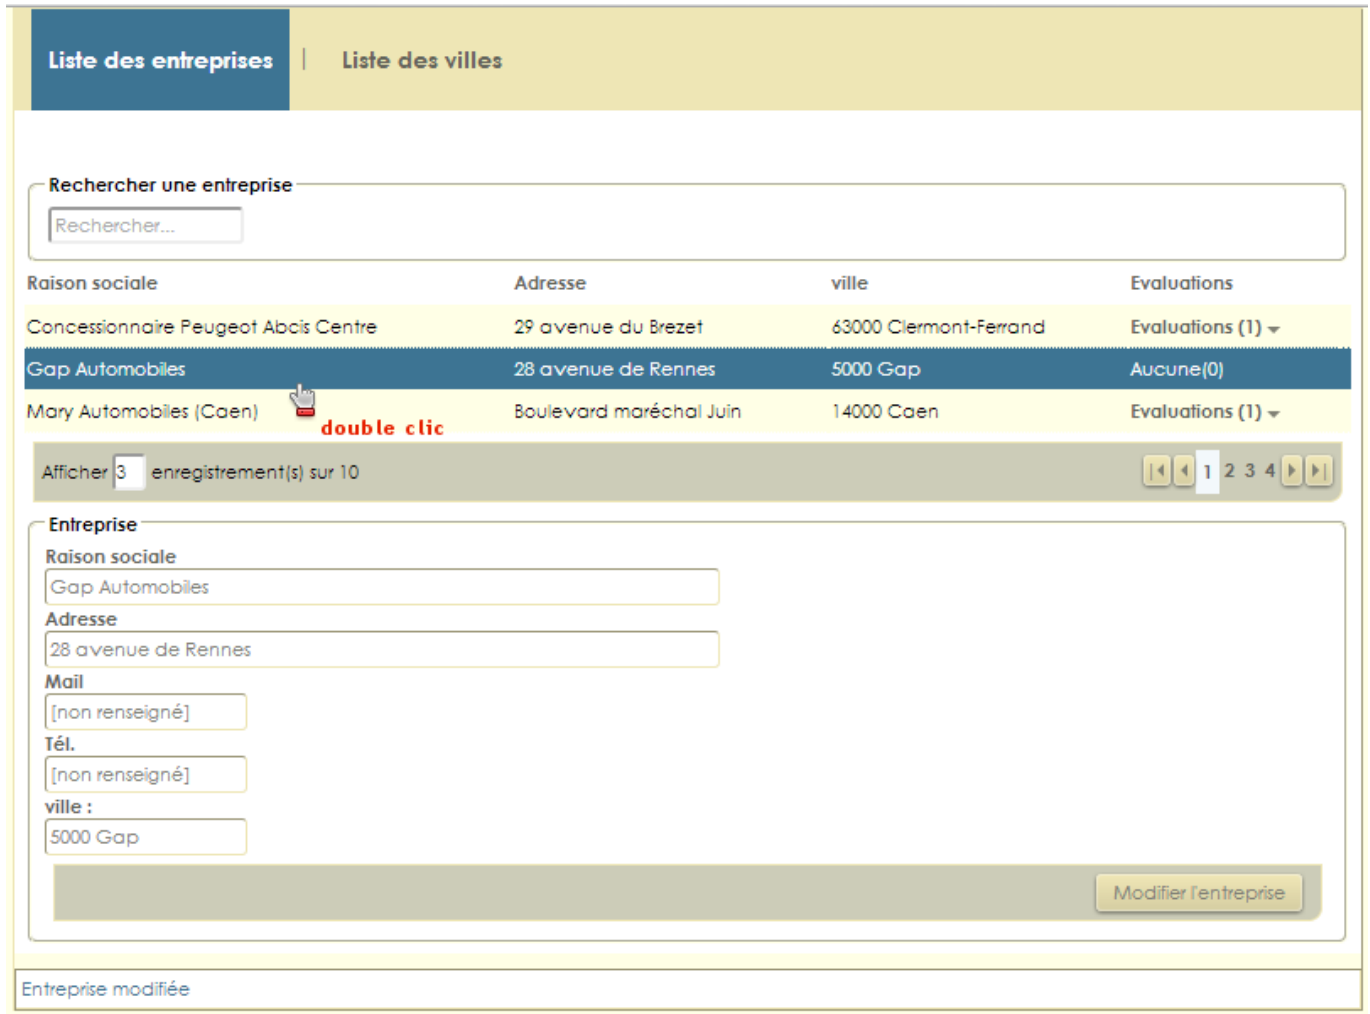 Liste des entreprises | Liste des villes
Rechercher une entreprise
Rechercher...
Raison sociale Adresse ville Evaluations
Concessionnaire Peugeot Abcis Centre 29 avenue du Brezet 63000 Clermont-Ferrand Evaluations (1)
Gap Automobiles 28 avenue de Rennes 5000 Gap Aucune(0)
Mary Automobiles (Caen) Boulevard maréchal Juin 14000 Caen Evaluations (1)
double clic
Afficher 3 enregistrement(s) sur 10 1 2 3 4
Entreprise
Raison sociale
Gap Automobiles
Adresse
28 avenue de Rennes
Mail
[non renseigné]
Tél.
[non renseigné]
ville :
5000 Gap
Modifier l'entreprise
Entreprise modifiée